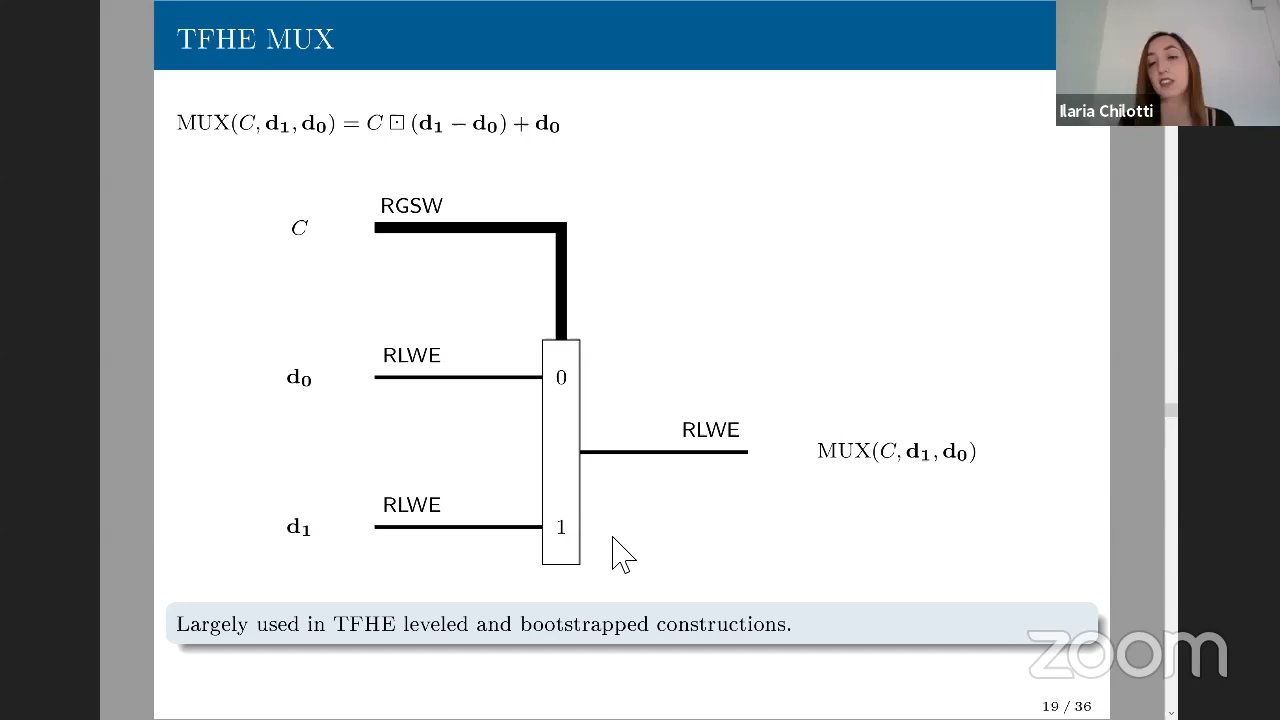 TFHE MUX
Ilaria Chilotti
MUX(C, d₁, d₀) = C ⊡ (d₁ − d₀) + d₀
RGSW
C
RLWE
d₀
0
RLWE
MUX(C, d₁, d₀)
RLWE
d₁
1
Largely used in TFHE leveled and bootstrapped constructions.
zoom
19 / 36